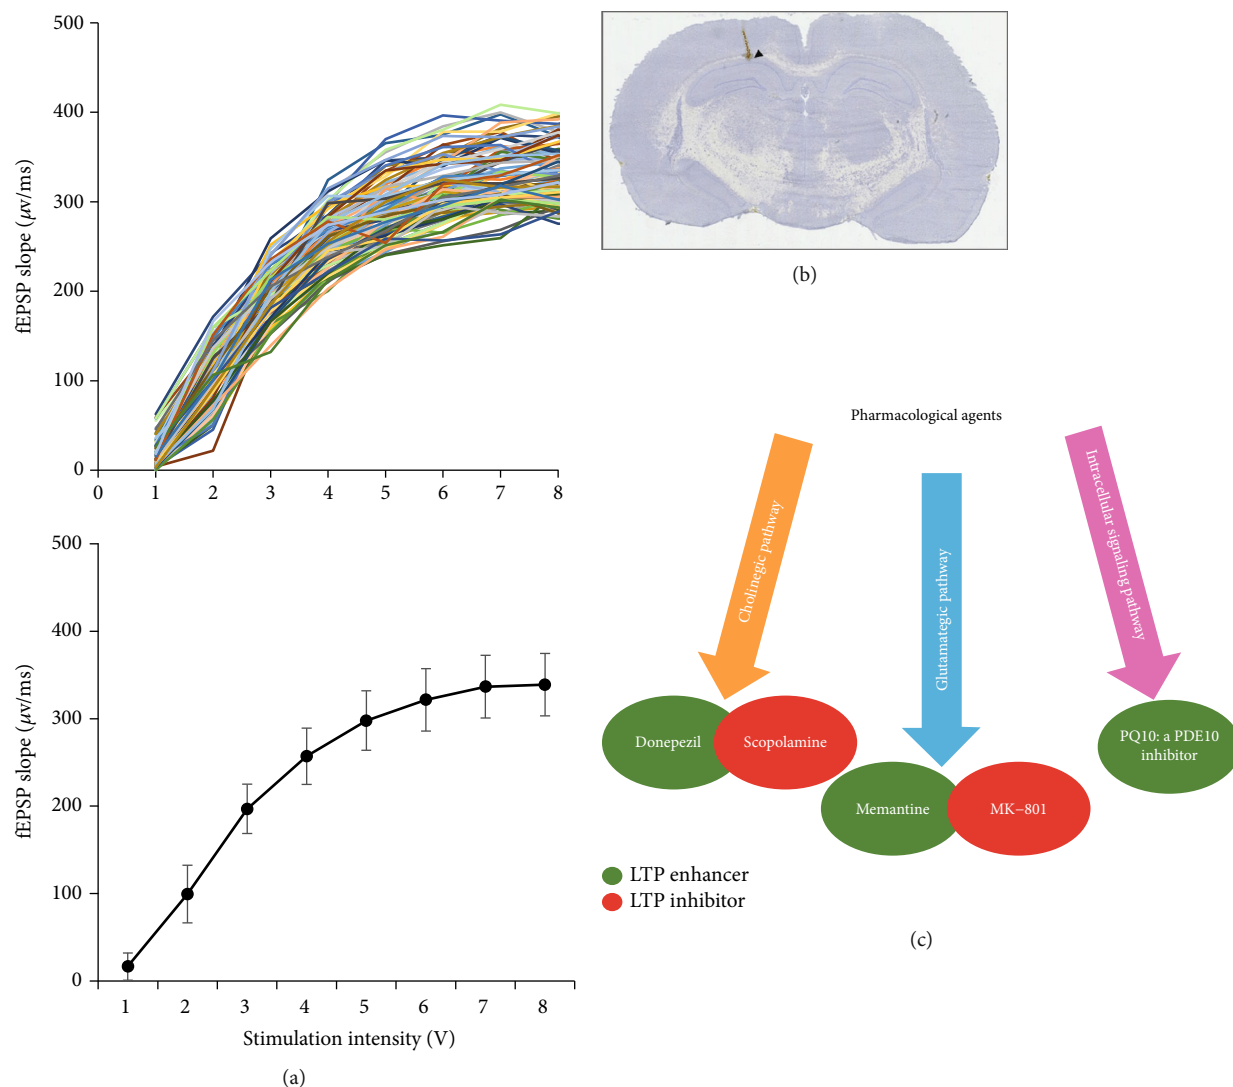 500
400
300
200
100
0
fEPSP slope (μv/ms)
0 1 2 3 4 5 6 7 8
500
400
300
200
100
0
fEPSP slope (μv/ms)
1 2 3 4 5 6 7 8
Stimulation intensity (V)
(a)
(b)
Pharmacological agents
Cholinegic pathway
Glutamategic pathway
Intracellular signaling pathway
Donepezil
Scopolamine
Memantine
MK–801
PQ10: a PDE10
inhibitor
LTP enhancer
LTP inhibitor
(c)